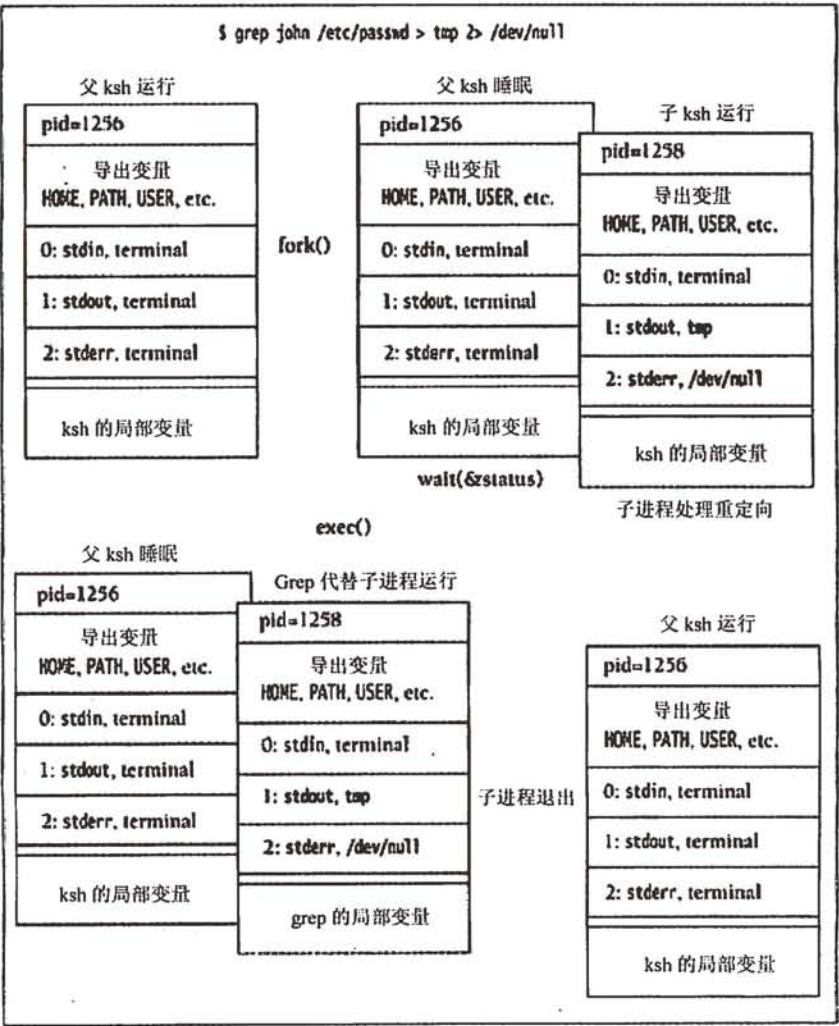 $ grep john /etc/passwd > tmp 2> /dev/null
父 ksh 运行
pid=1256
导出变量
HOME, PATH, USER, etc.
0: stdin, terminal
1: stdout, terminal
2: stderr, terminal
ksh 的局部变量
fork()
父 ksh 睡眠
pid=1256
导出变量
HOME, PATH, USER, etc.
0: stdin, terminal
1: stdout, terminal
2: stderr, terminal
ksh 的局部变量
wait(&status)
子 ksh 运行
pid=1258
导出变量
HOME, PATH, USER, etc.
0: stdin, terminal
1: stdout, tmp
2: stderr, /dev/null
ksh 的局部变量
子进程处理重定向
exec()
父 ksh 睡眠
pid=1256
导出变量
HOME, PATH, USER, etc.
0: stdin, terminal
1: stdout, terminal
2: stderr, terminal
ksh 的局部变量
Grep 代替子进程运行
pid=1258
导出变量
HOME, PATH, USER, etc.
0: stdin, terminal
1: stdout, tmp
2: stderr, /dev/null
grep 的局部变量
子进程退出
父 ksh 运行
pid=1256
导出变量
HOME, PATH, USER, etc.
0: stdin, terminal
1: stdout, terminal
2: stderr, terminal
ksh 的局部变量